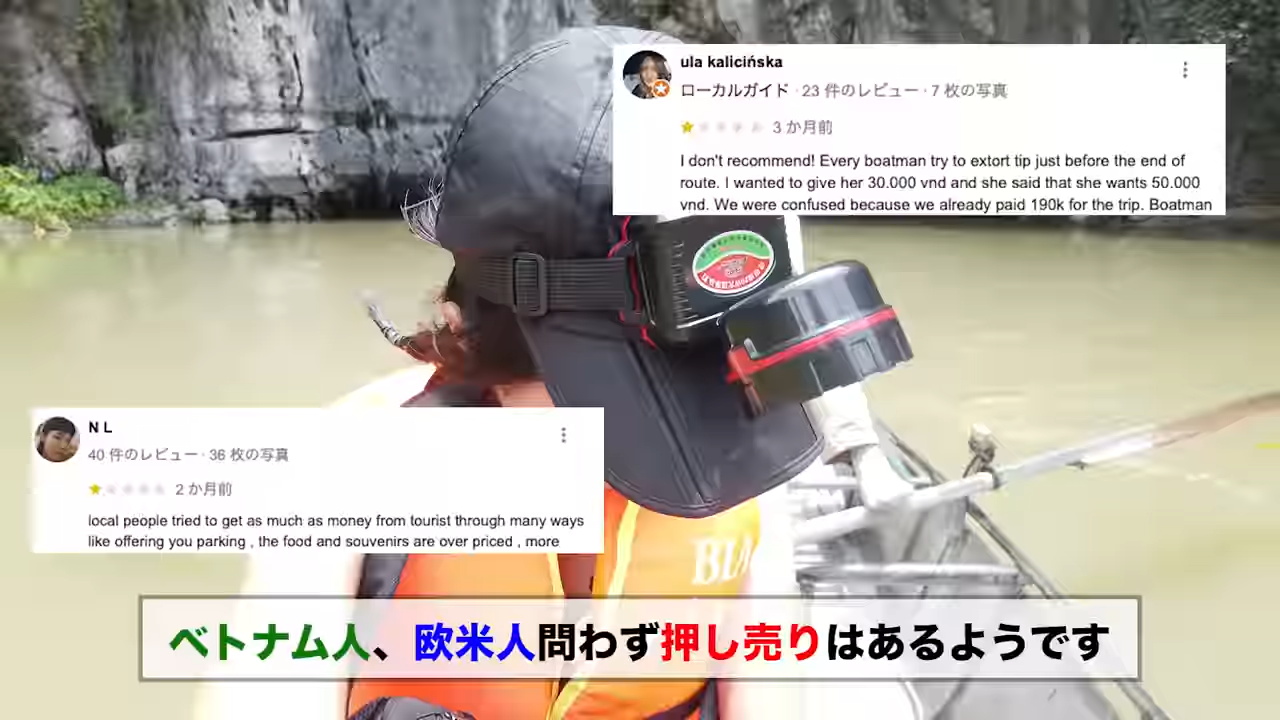 ula kalicińska
ローカルガイド · 23 件のレビュー · 7 枚の写真
3 か月前
I don't recommend! Every boatman try to extort tip just before the end of
route. I wanted to give her 30.000 vnd and she said that she wants 50.000
vnd. We were confused because we already paid 190k for the trip. Boatman
N L
40 件のレビュー · 36 枚の写真
2 か月前
local people tried to get as much as money from tourist through many ways
like offering you parking , the food and souvenirs are over priced , more
ベトナム人、欧米人問わず押し売りはあるようです